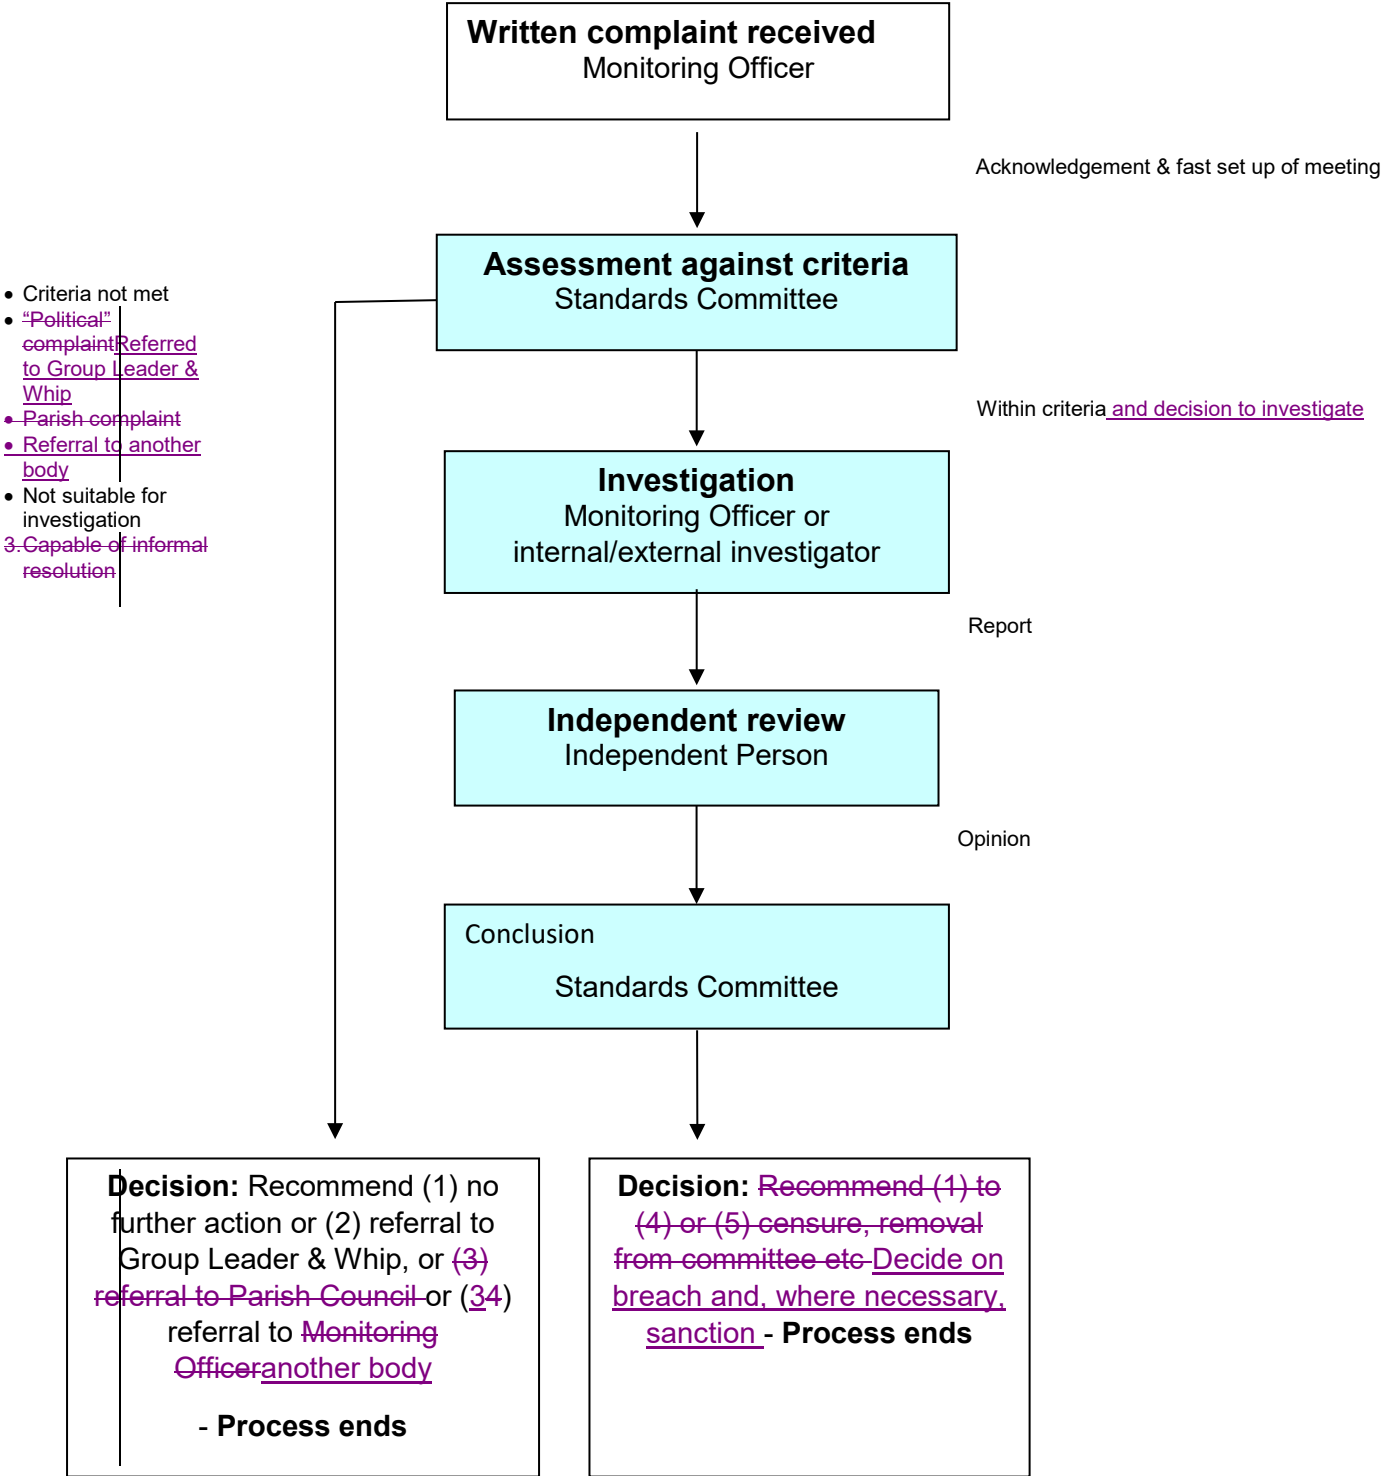 Written complaint received
Monitoring Officer
Acknowledgement & fast set up of meeting
Assessment against criteria
Standards Committee
• Criteria not met
• “Political”
complaintReferred
to Group Leader &
Whip
• Parish complaint
• Referral to another
body
• Not suitable for
investigation
3.Capable of informal
resolution
Within criteria and decision to investigate
Investigation
Monitoring Officer or
internal/external investigator
Report
Independent review
Independent Person
Opinion
Conclusion
Standards Committee
Decision: Recommend (1) no
further action or (2) referral to
Group Leader & Whip, or (3)
referral to Parish Council or (34)
referral to Monitoring
Officeranother body
- Process ends
Decision: Recommend (1) to
(4) or (5) censure, removal
from committee etc Decide on
breach and, where necessary,
sanction - Process ends